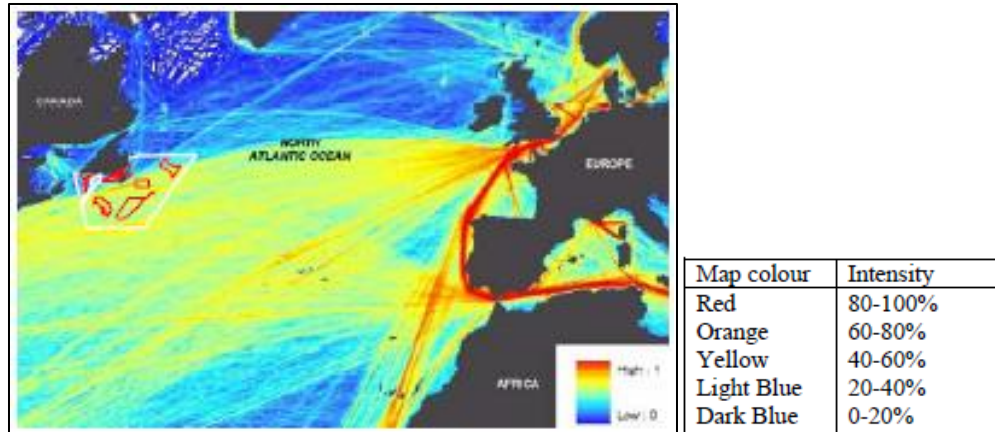 CANADA
NORTH
ATLANTIC OCEAN
EUROPE
AFRICA
High : 1
Low : 0
Map colour Intensity
Red 80-100%
Orange 60-80%
Yellow 40-60%
Light Blue 20-40%
Dark Blue 0-20%